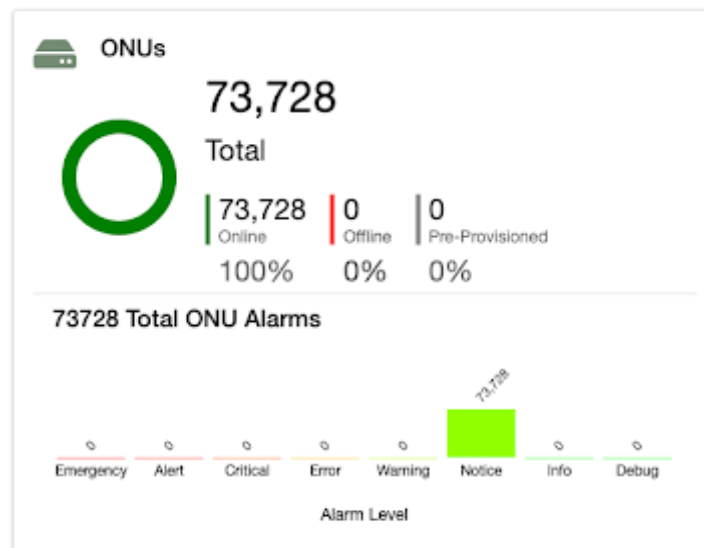 ONUs
73,728
Total
73,728 0 0
Online Offline Pre-Provisioned
100% 0% 0%
73728 Total ONU Alarms
0 0 0 0 0 73,728 0 0
Emergency Alert Critical Error Warning Notice Info Debug
Alarm Level